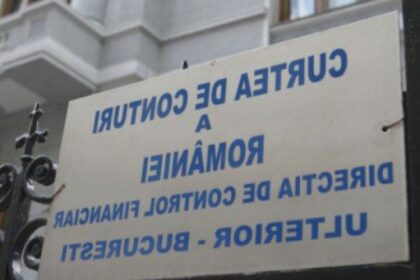 CURTEA DE CONTURI
A
ROMÂNIEI
DIRECTIA DE CONTROL FINANCIAR
ULTERIOR - BUCURESTI